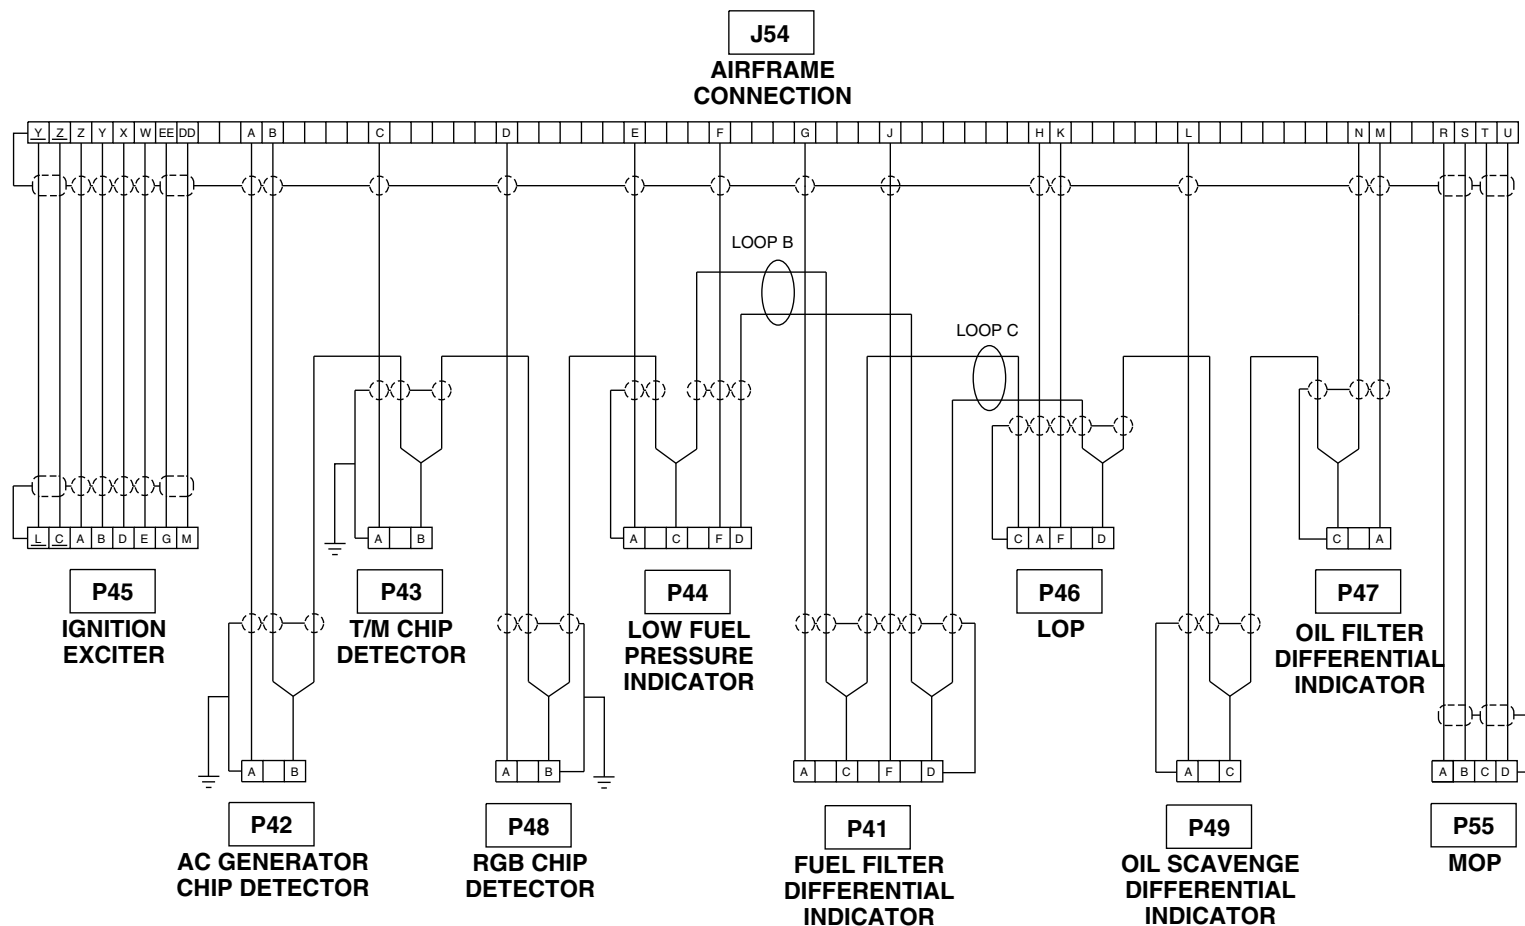 J54
AIRFRAME
CONNECTION
Y Z Z Y X W EE DD A B C D E F G J H K L N M R S T U
LOOP B
LOOP C
L C A B D E G M
A B
A C F D
C A F D
C A
P45
IGNITION
EXCITER
P43
T/M CHIP
DETECTOR
P44
LOW FUEL
PRESSURE
INDICATOR
P46
LOP
P47
OIL FILTER
DIFFERENTIAL
INDICATOR
A B
A B
A C F D
A C
A B C D
P42
AC GENERATOR
CHIP DETECTOR
P48
RGB CHIP
DETECTOR
P41
FUEL FILTER
DIFFERENTIAL
INDICATOR
P49
OIL SCAVENGE
DIFFERENTIAL
INDICATOR
P55
MOP